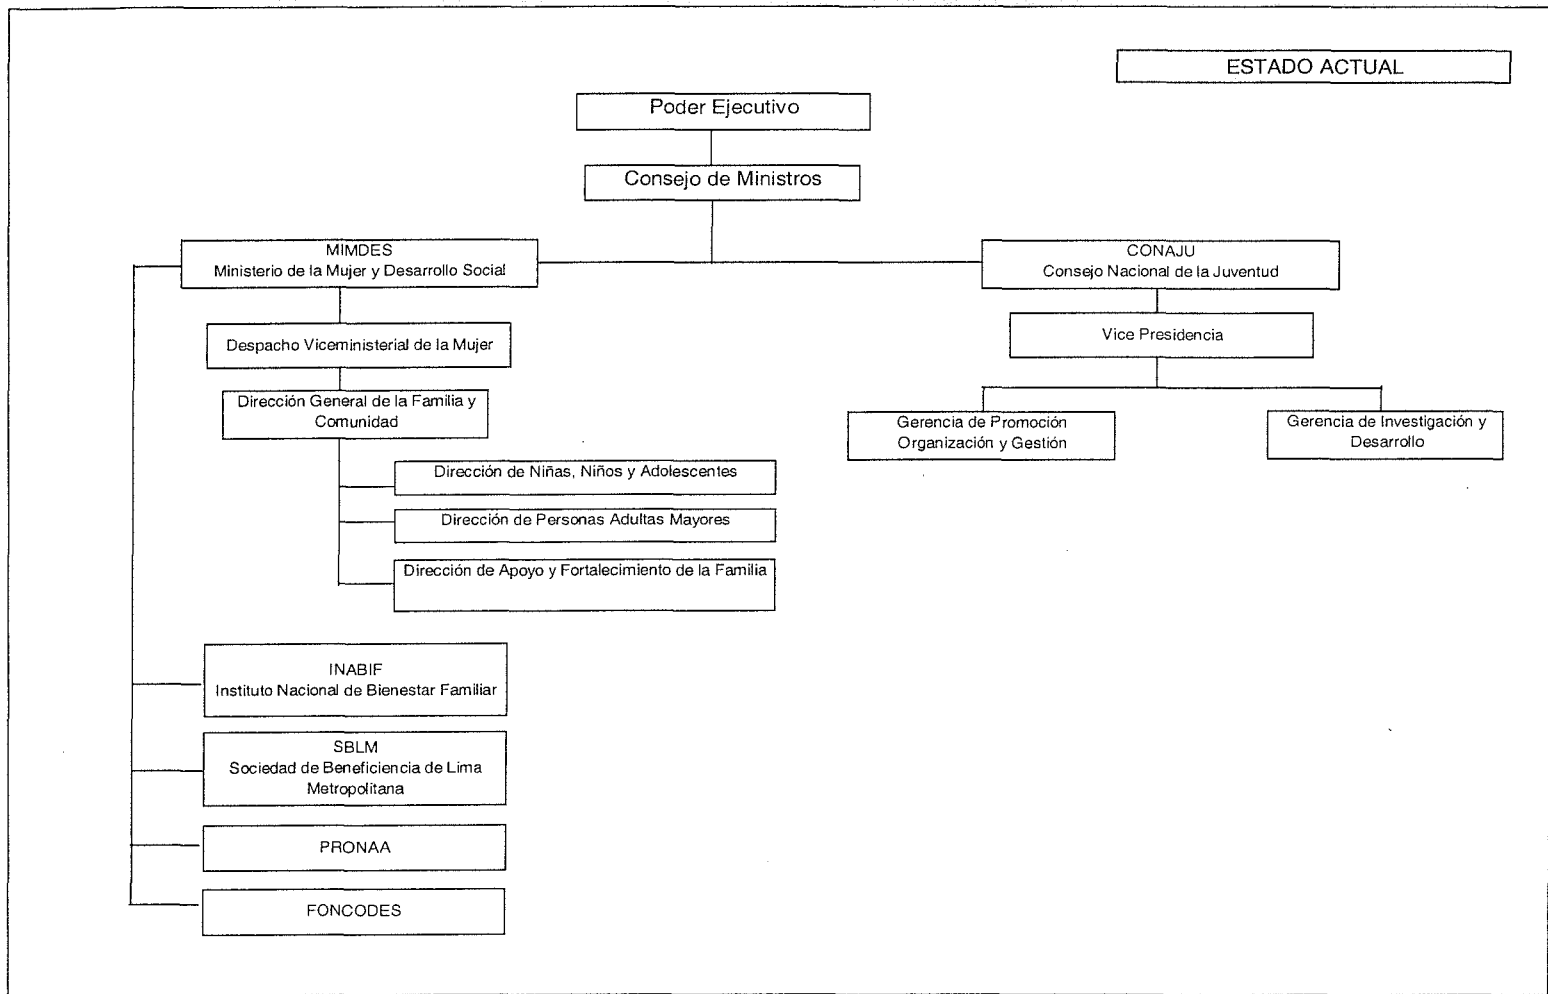 ESTADO ACTUAL
Poder Ejecutivo
Consejo de Ministros
MIMDES
Ministerio de la Mujer y Desarrollo Social
CONAJU
Consejo Nacional de la Juventud
Despacho Viceministerial de la Mujer
Vice Presidencia
Dirección General de la Familia y
Comunidad
Gerencia de Promoción
Organización y Gestión
Gerencia de Investigación y
Desarrollo
Dirección de Niñas, Niños y Adolescentes
Dirección de Personas Adultas Mayores
Dirección de Apoyo y Fortalecimiento de la Familia
INABIF
Instituto Nacional de Bienestar Familiar
SBLM
Sociedad de Beneficiencia de Lima
Metropolitana
PRONAA
FONCODES